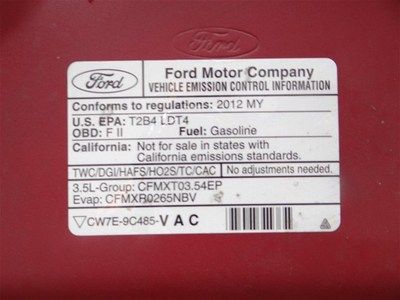 Ford
Ford
Ford Motor Company
VEHICLE EMISSION CONTROL INFORMATION
Conforms to regulations: 2012 MY
U.S. EPA: T2B4 LDT4
OBD: F II Fuel: Gasoline
California: Not for sale in states with
California emissions standards.
TWC/DGI/HAFS/HO2S/TC/CAC No adjustments needed.
3.5L-Group: CFMXT03.54EP
Evap: CFMXR0265NBV
CW7E-9C485-VAC